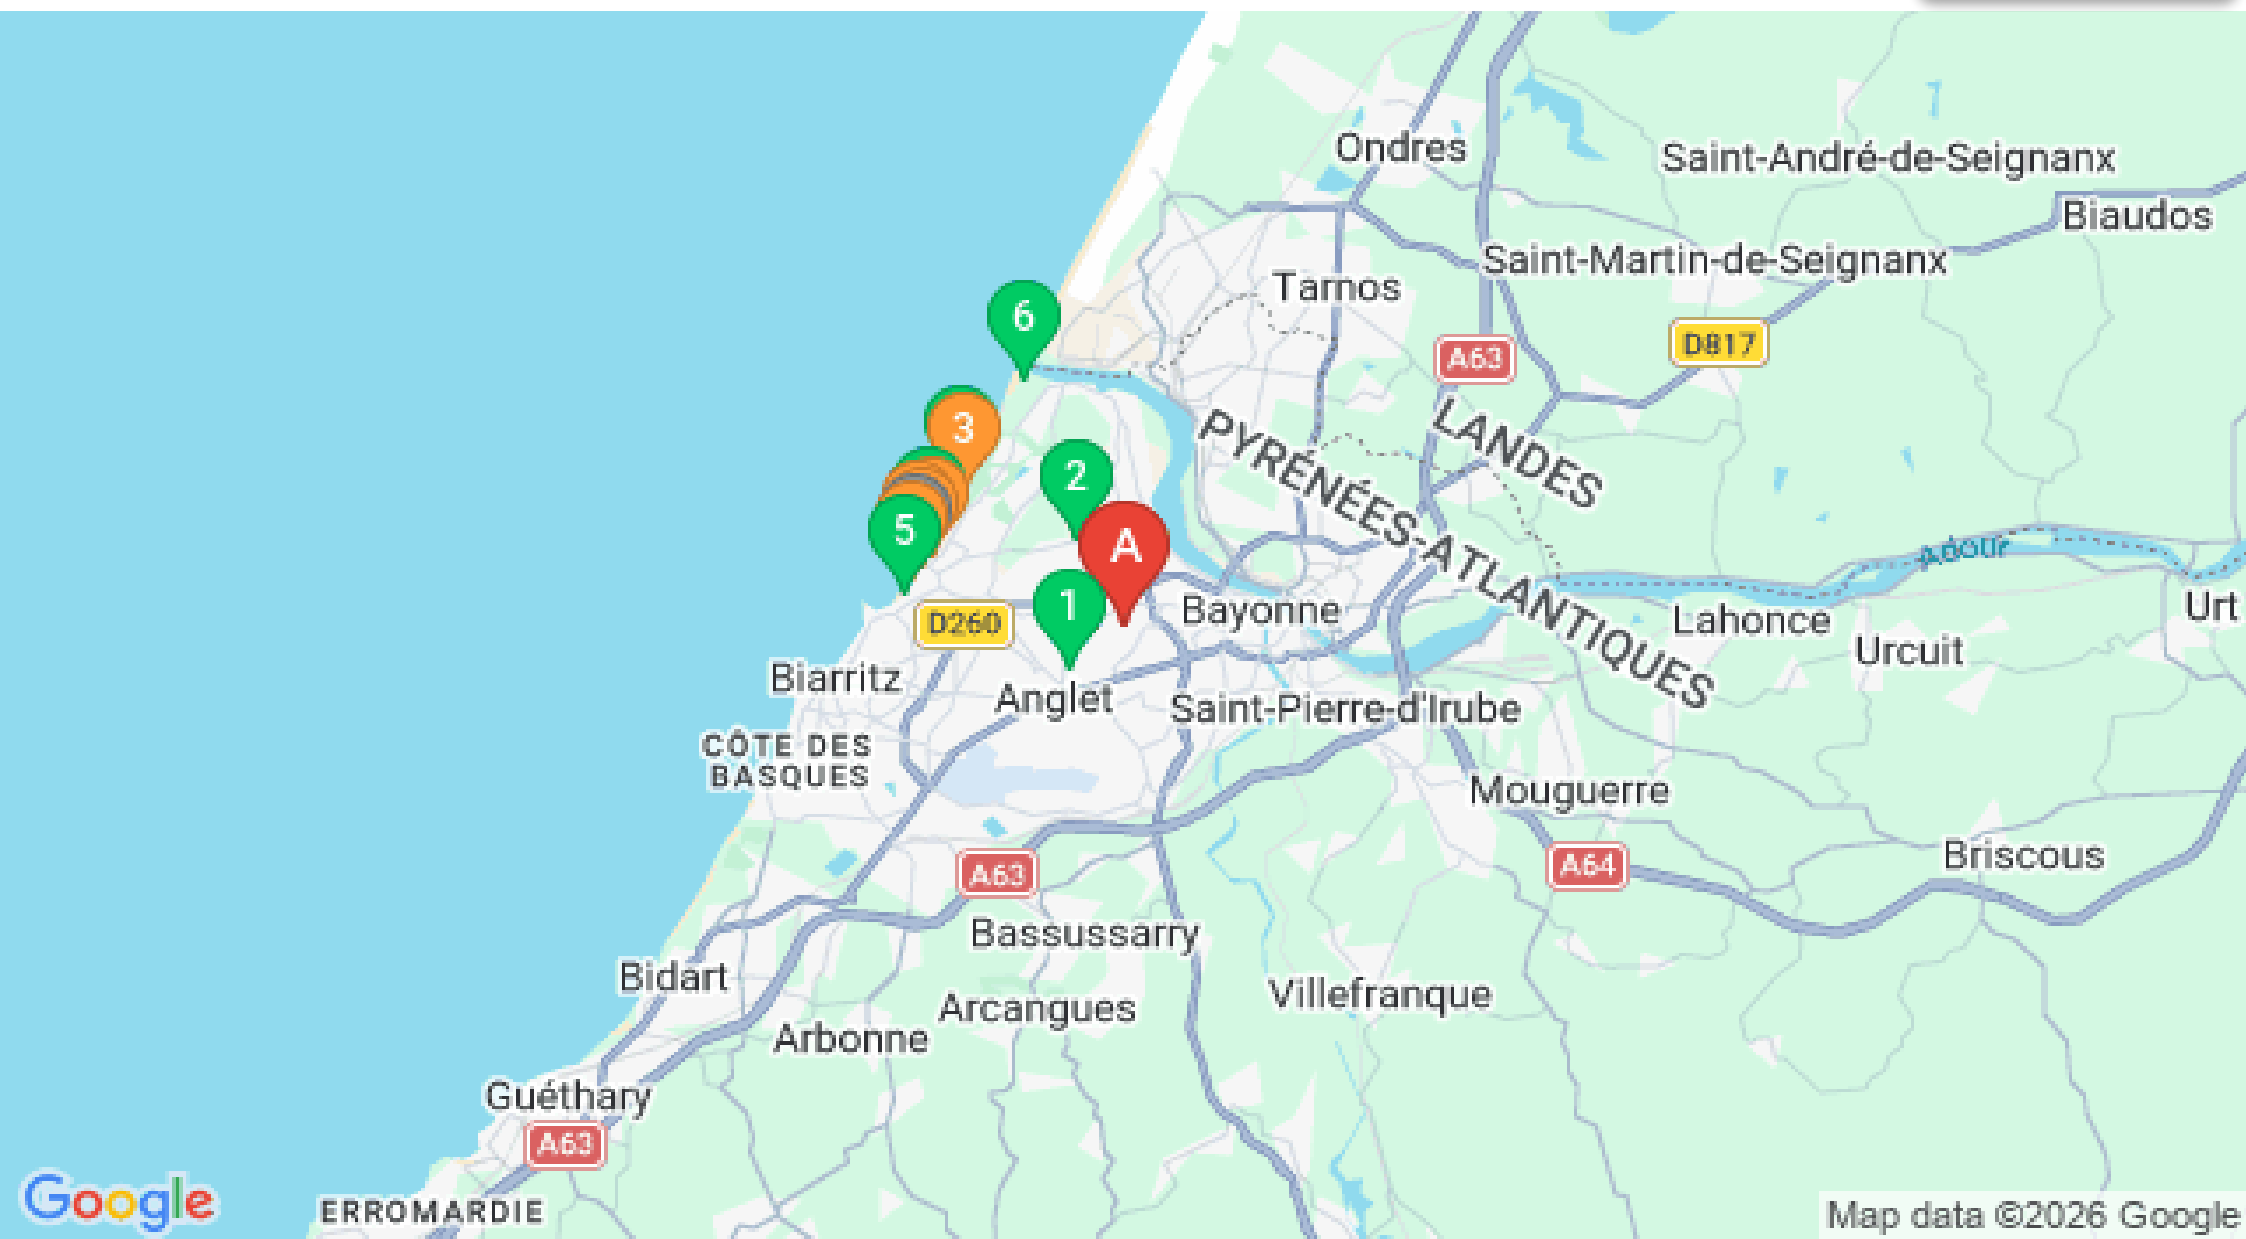 Ondres
Saint-André-de-Seignanx
Biaudos
Saint-Martin-de-Seignanx
Tarnos
6
D817
A63
3
LANDES
PYRÉNÉES-ATLANTIQUES
2
5
A
Adour
1
Bayonne
D260
Lahonce
Urt
Urcuit
Biarritz
Anglet
Saint-Pierre-d'Irube
CÔTE DES
BASQUES
Mouguerre
A63
A64
Briscous
Bassussarry
Bidart
Villefranque
Arcangues
Arbonne
Guéthary
A63
Google
ERROMARDIE
Map data ©2026 Google